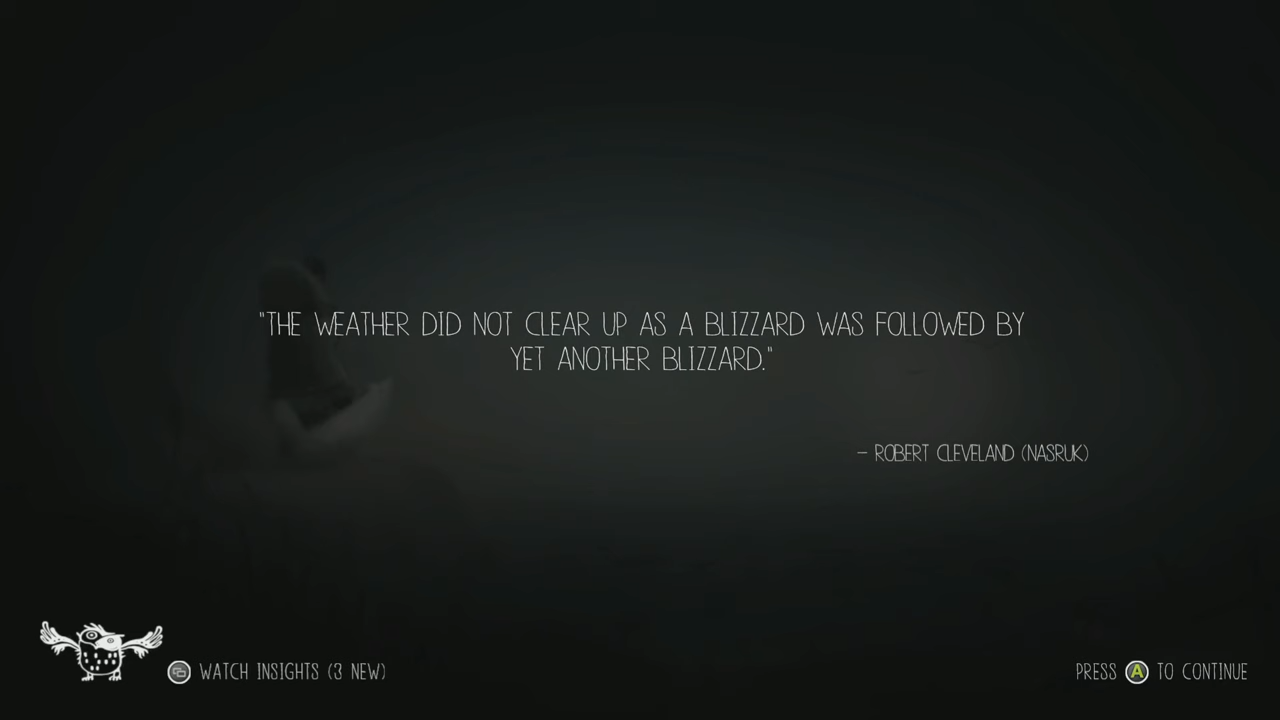 "THE WEATHER DID NOT CLEAR UP AS A BLIZZARD WAS FOLLOWED BY
YET ANOTHER BLIZZARD."
– ROBERT CLEVELAND (NASRUK)
WATCH INSIGHTS (3 NEW)
PRESS A TO CONTINUE